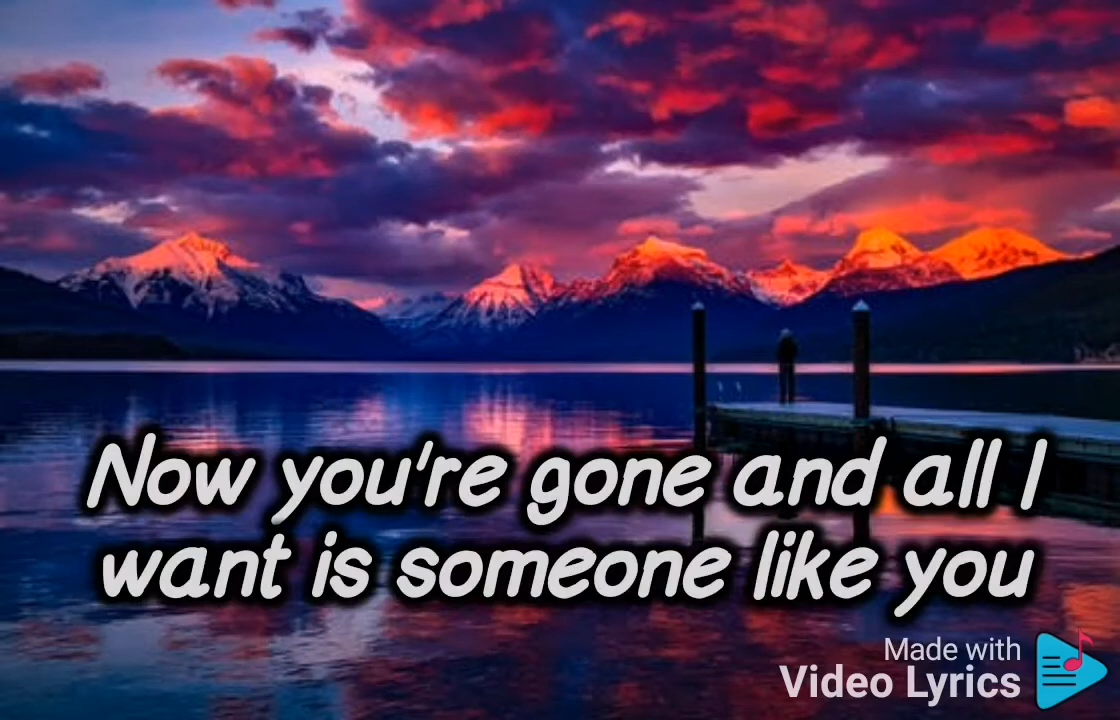 Now you're gone and all I
want is someone like you
Made with
Video Lyrics